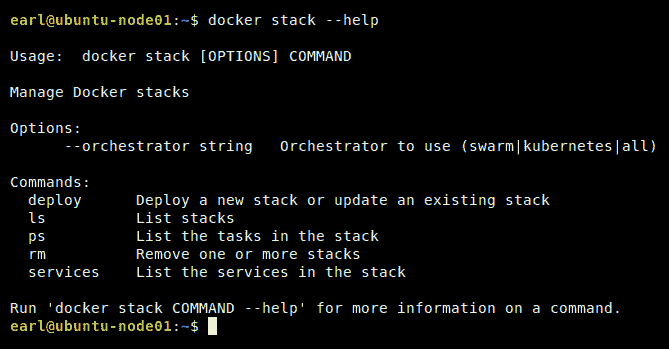 earl@ubuntu-node01:~$ docker stack --help
Usage:  docker stack [OPTIONS] COMMAND
Manage Docker stacks
Options:
      --orchestrator string   Orchestrator to use (swarm|kubernetes|all)
Commands:
  deploy      Deploy a new stack or update an existing stack
  ls          List stacks
  ps          List the tasks in the stack
  rm          Remove one or more stacks
  services    List the services in the stack
Run 'docker stack COMMAND --help' for more information on a command.
earl@ubuntu-node01:~$